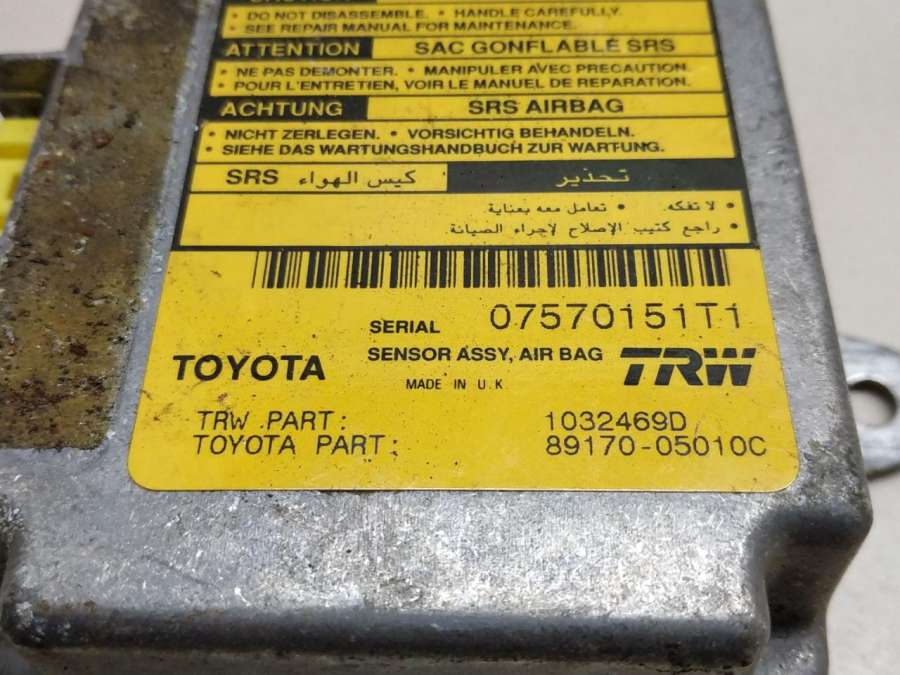 • DO NOT DISASSEMBLE. • HANDLE CAREFULLY.
• SEE REPAIR MANUAL FOR MAINTENANCE.
ATTENTION SAC GONFLABLE SRS
• NE PAS DEMONTER. • MANIPULER AVEC PRECAUTION.
• POUR L'ENTRETIEN, VOIR LE MANUEL DE REPARATION.
ACHTUNG SRS AIRBAG
• NICHT ZERLEGEN. • VORSICHTIG BEHANDELN.
• SIEHE DAS WARTUNGSHANDBUCH ZUR WARTUNG.
تحذير كيس الهواء SRS
• لا تفكه. • تعامل معه بعناية.
• راجع كتيب الإصلاح لإجراء الصيانة.
SERIAL 07570151T1
TOYOTA SENSOR ASSY, AIR BAG TRW
MADE IN U.K
TRW PART: 1032469D
TOYOTA PART: 89170-05010C